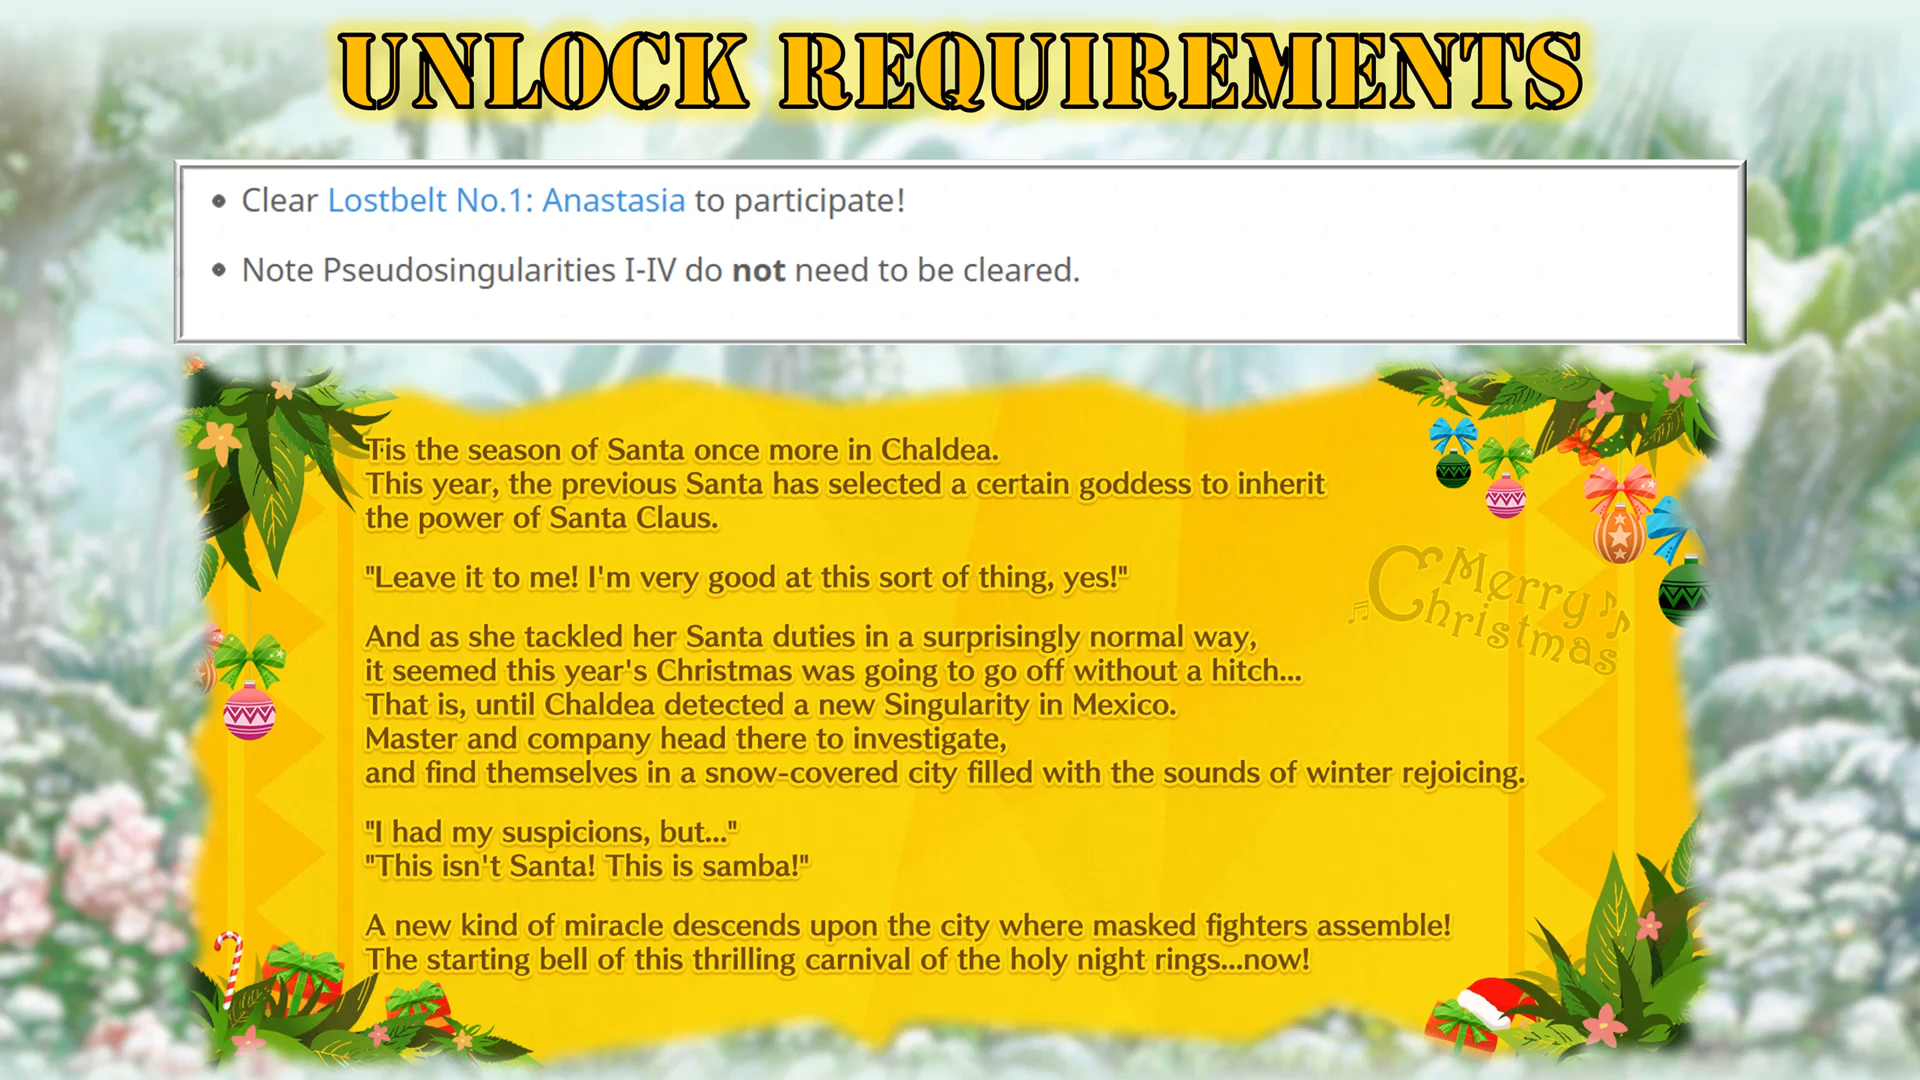 UNLOCK REQUIREMENTS
• Clear Lostbelt No.1: Anastasia to participate!
• Note Pseudosingularities I-IV do not need to be cleared.
Tis the season of Santa once more in Chaldea.
This year, the previous Santa has selected a certain goddess to inherit
the power of Santa Claus.
"Leave it to me! I'm very good at this sort of thing, yes!"
And as she tackled her Santa duties in a surprisingly normal way,
it seemed this year's Christmas was going to go off without a hitch...
That is, until Chaldea detected a new Singularity in Mexico.
Master and company head there to investigate,
and find themselves in a snow-covered city filled with the sounds of winter rejoicing.
"I had my suspicions, but..."
"This isn't Santa! This is samba!"
A new kind of miracle descends upon the city where masked fighters assemble!
The starting bell of this thrilling carnival of the holy night rings...now!
Merry
Christmas